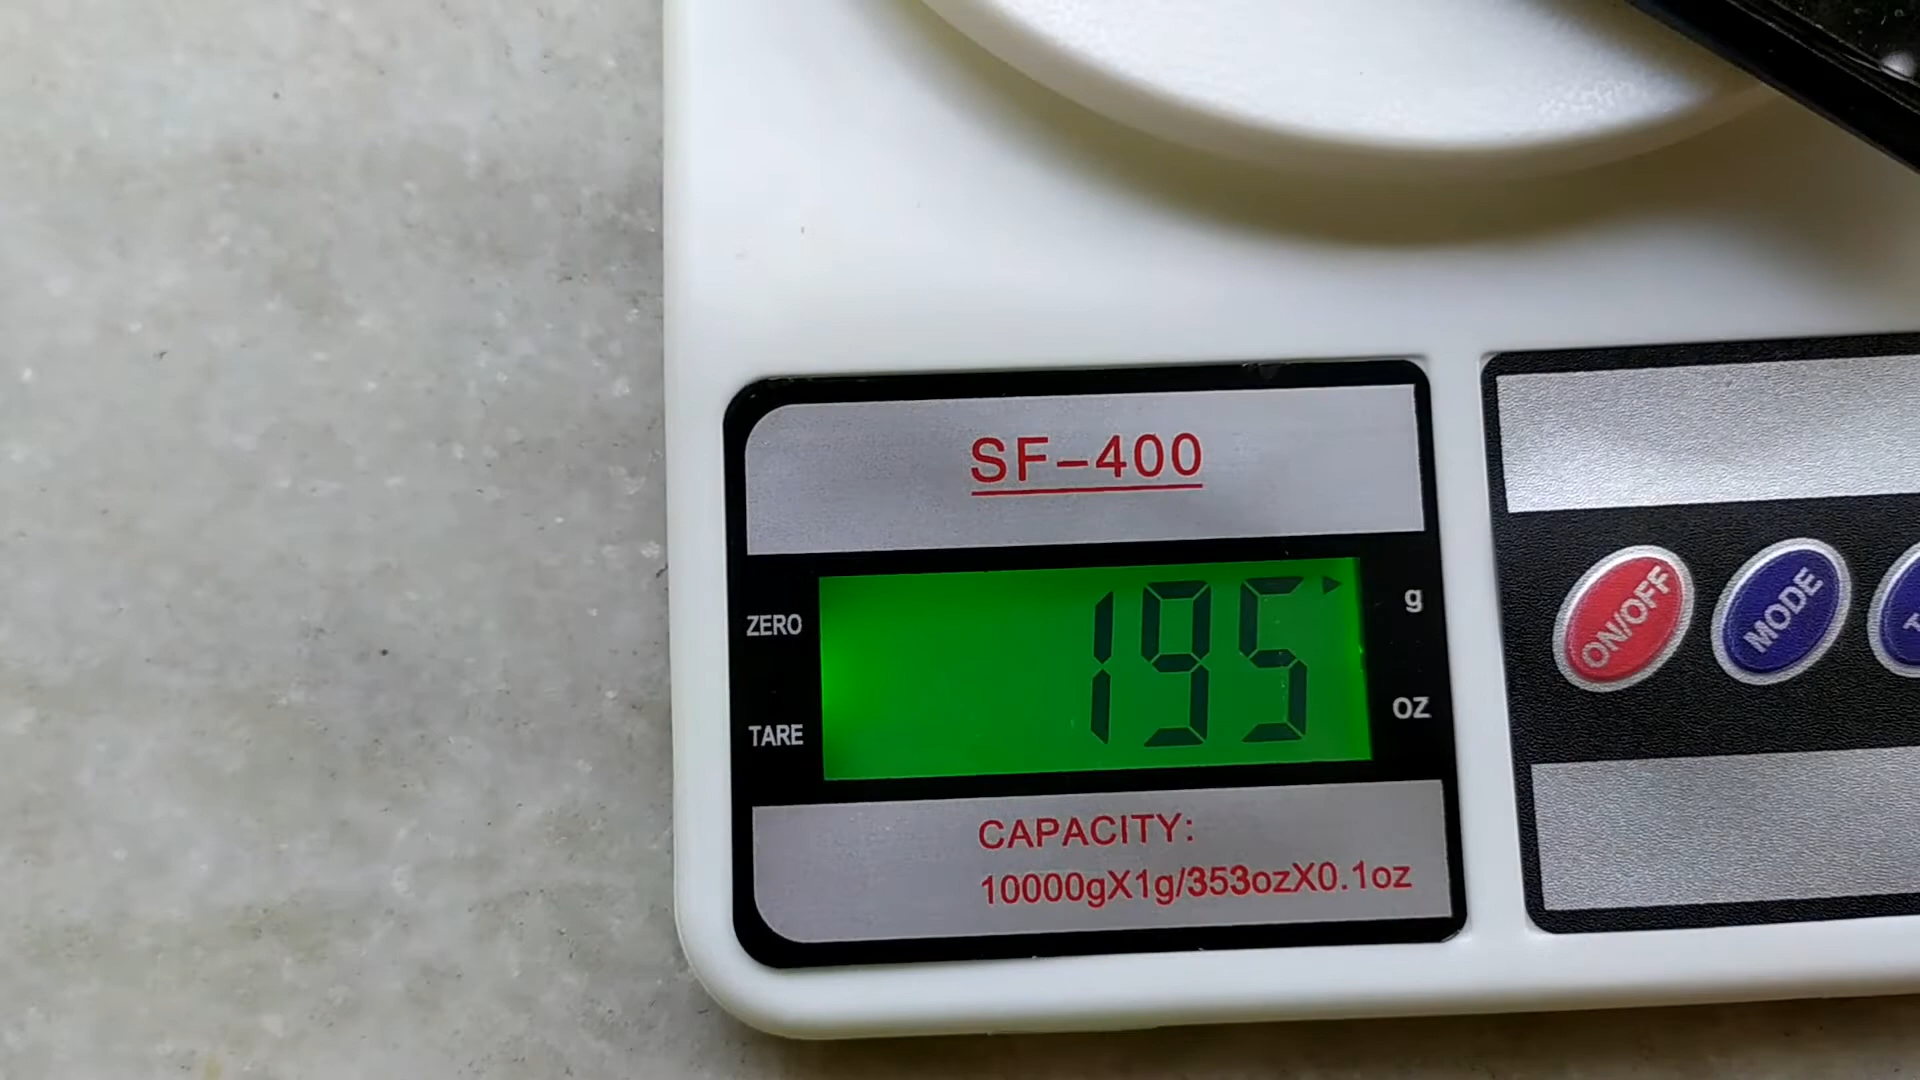 SF-400
ZERO
195
g
TARE
oz
CAPACITY:
10000gX1g/353ozX0.1oz
ON/OFF
MODE